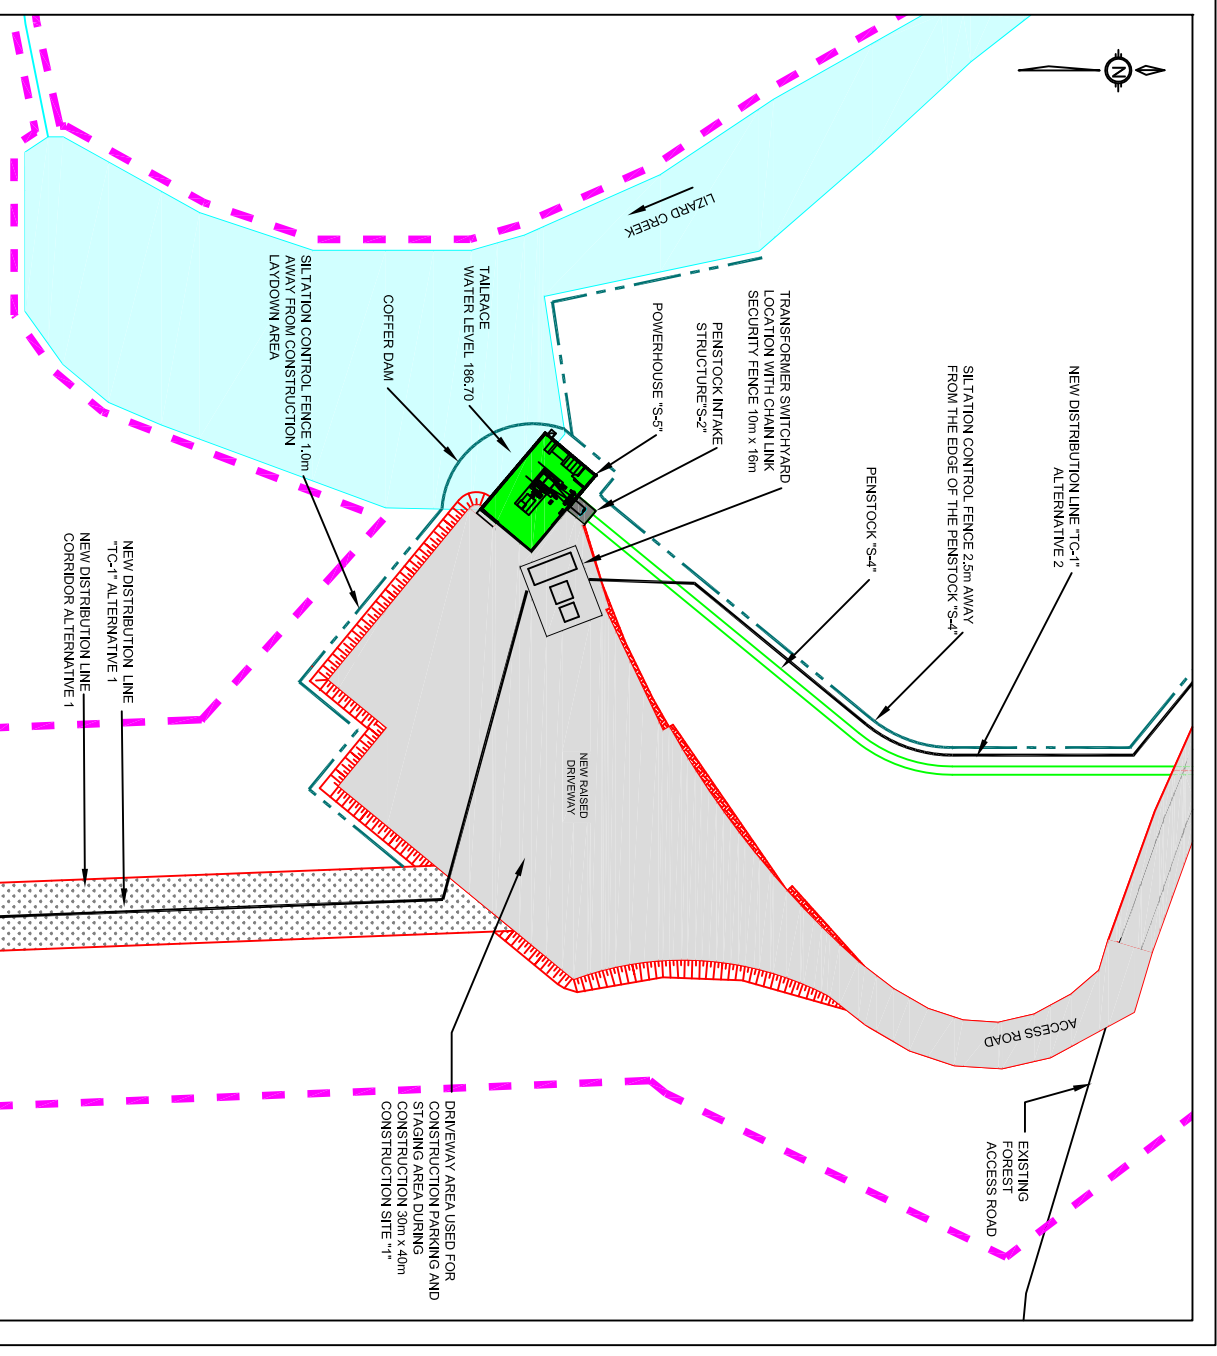 N
LIZARD CREEK
TAILRACE
WATER LEVEL 186.70
COFFER DAM
SILTATION CONTROL FENCE 1.0m
AWAY FROM CONSTRUCTION
LAYDOWN AREA
POWERHOUSE "S-5"
PENSTOCK INTAKE
STRUCTURE"S-2"
TRANSFORMER SWITCHYARD
LOCATION WITH CHAIN LINK
SECURITY FENCE 10m x 16m
PENSTOCK "S-4"
SILTATION CONTROL FENCE 2.5m AWAY
FROM THE EDGE OF THE PENSTOCK "S-4"
NEW DISTRIBUTION LINE "TC-1"
ALTERNATIVE 2
NEW DISTRIBUTION LINE
"TC-1" ALTERNATIVE 1
NEW DISTRIBUTION LINE
CORRIDOR ALTERNATIVE 1
NEW RAISED
DRIVEWAY
ACCESS ROAD
DRIVEWAY AREA USED FOR
CONSTRUCTION PARKING AND
STAGING AREA DURING
CONSTRUCTION 30m x 40m
CONSTRUCTION SITE "1"
EXISTING
FOREST
ACCESS ROAD